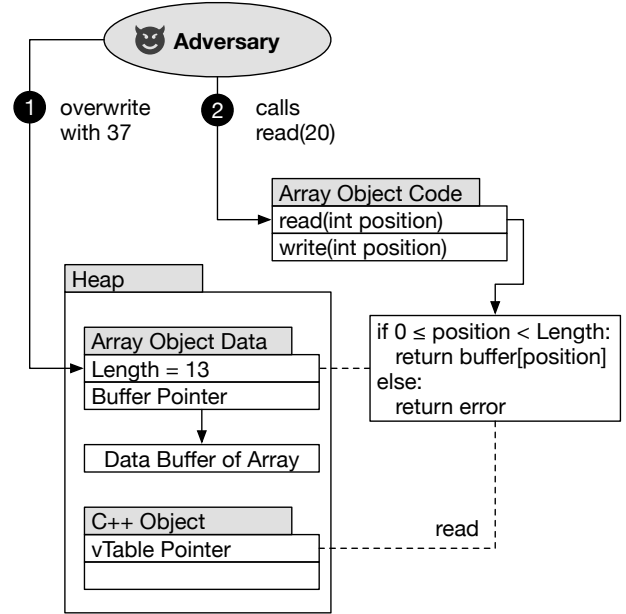 Adversary
1
overwrite
with 37
2
calls
read(20)
Array Object Code
read(int position)
write(int position)
Heap
Array Object Data
Length = 13
Buffer Pointer
Data Buffer of Array
C++ Object
vTable Pointer
if 0 ≤ position < Length:
return buffer[position]
else:
return error
read